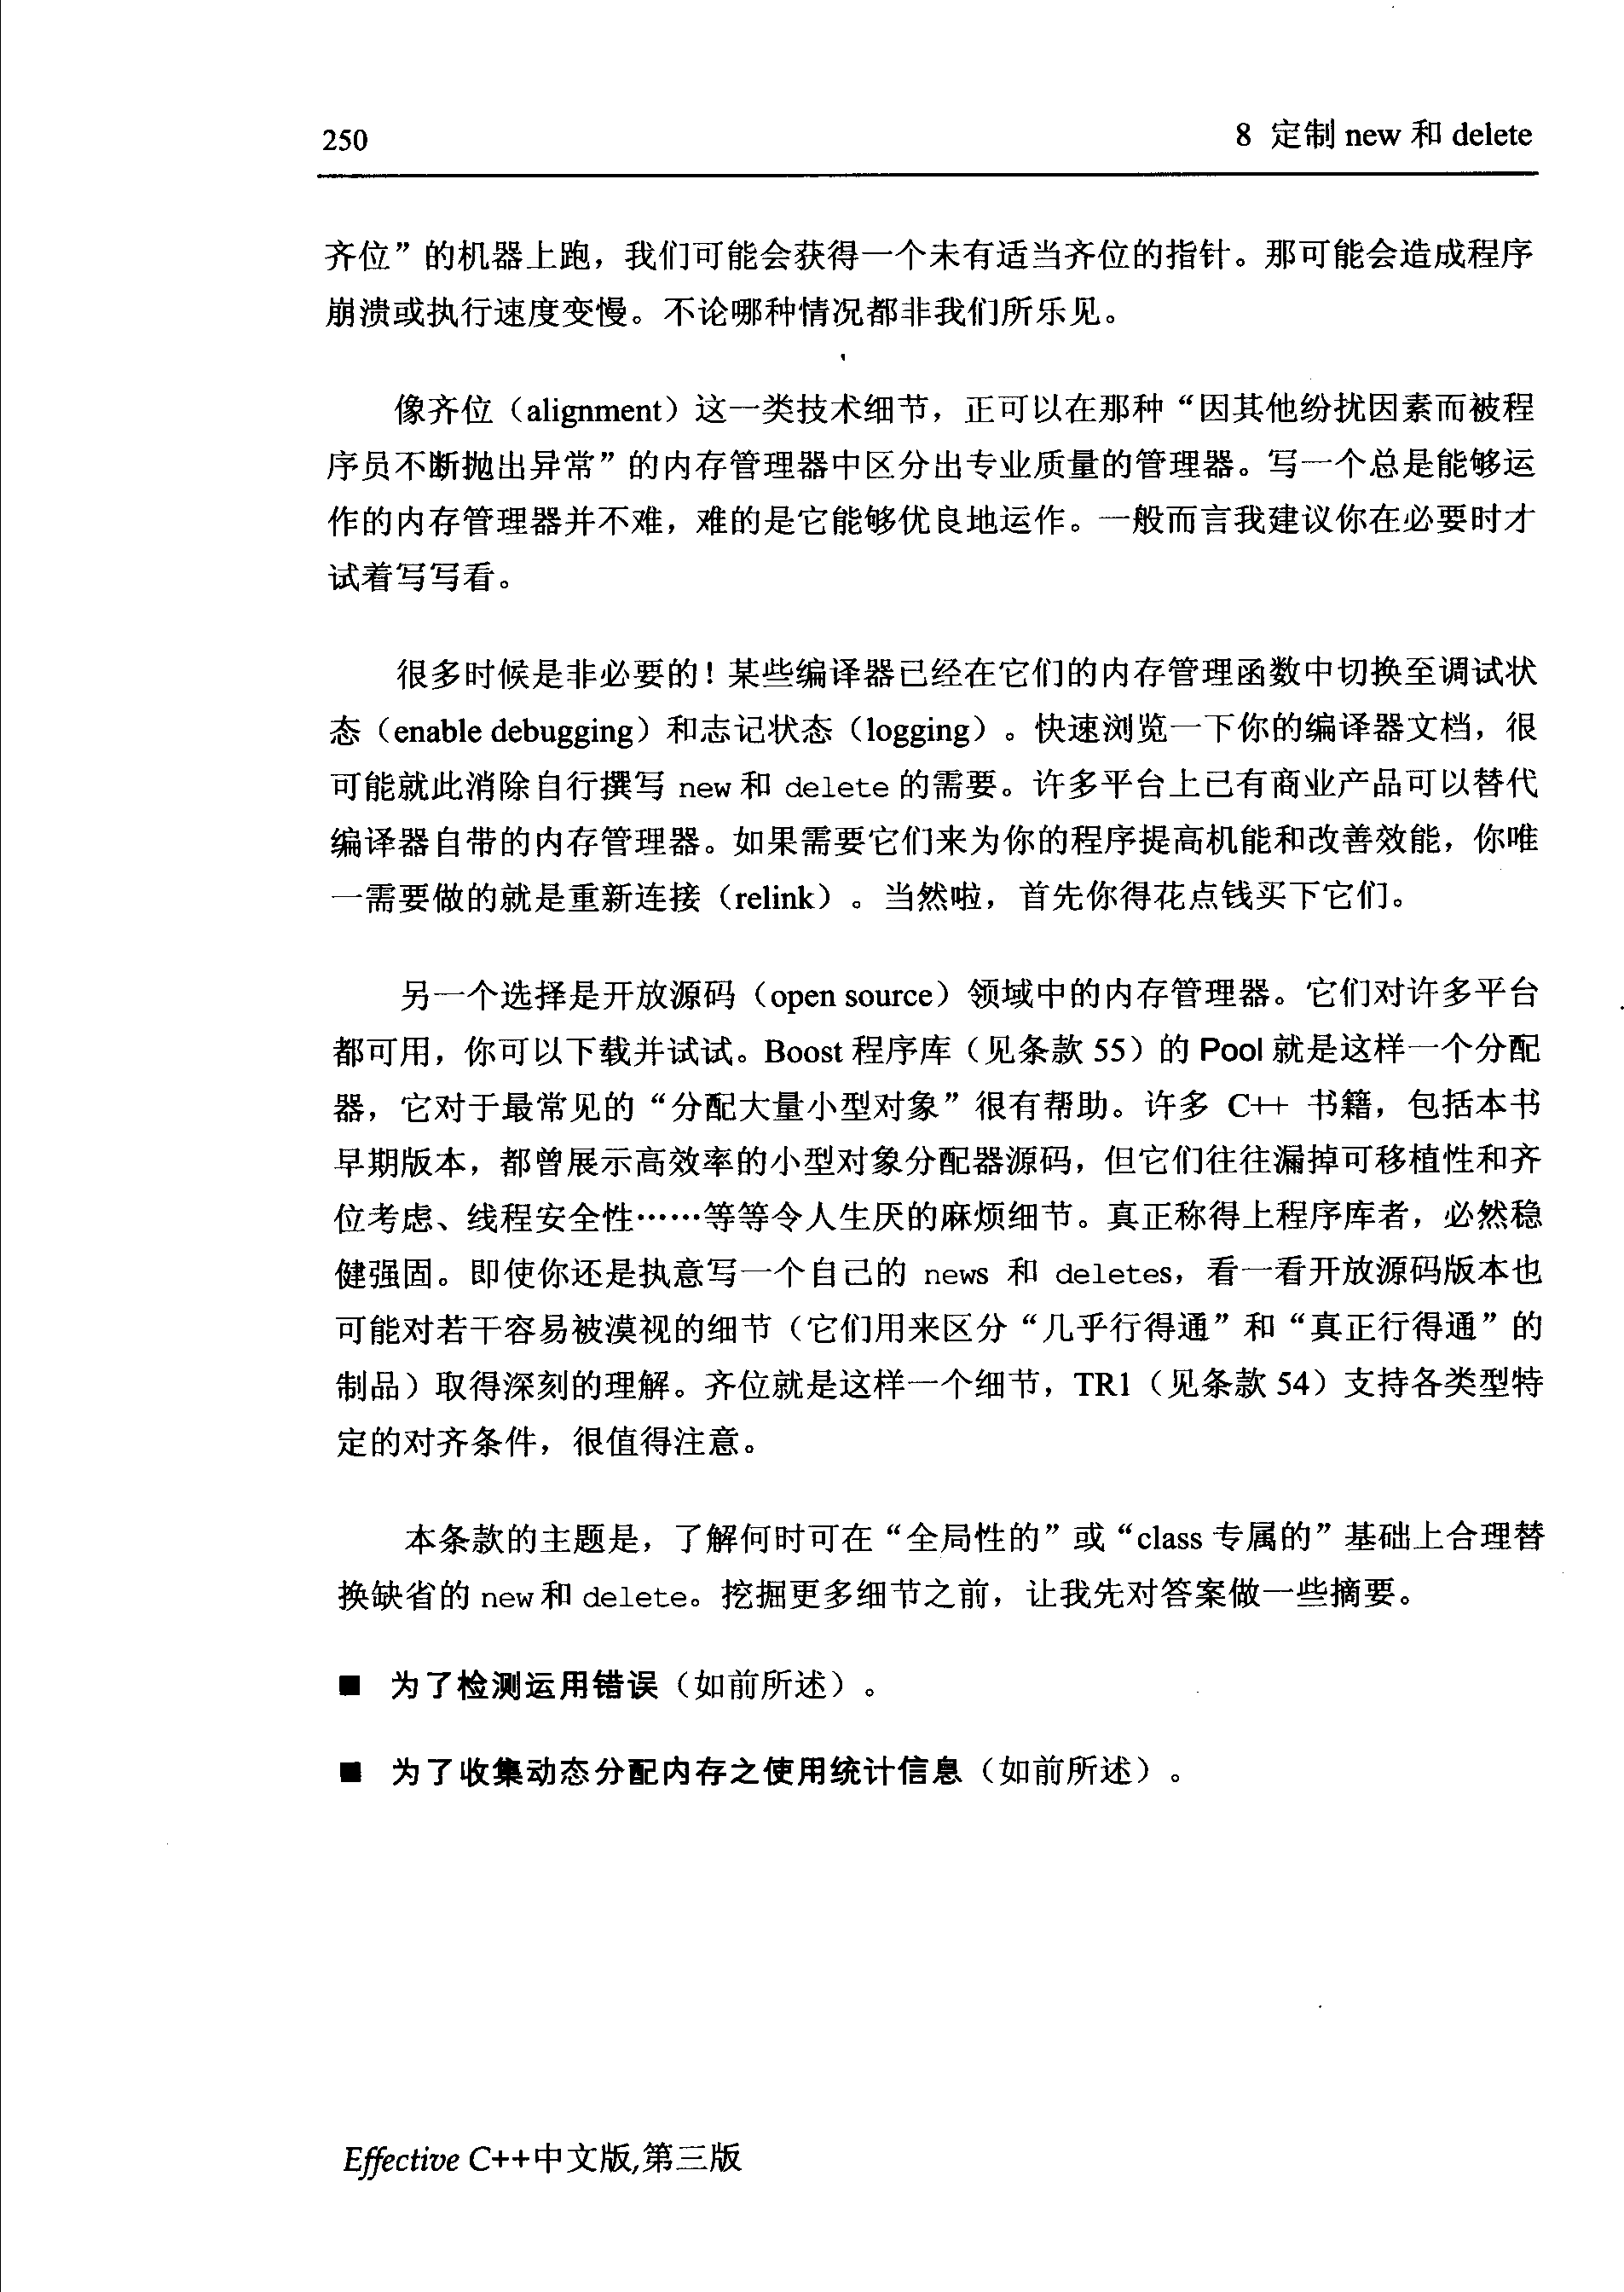 250
8 定制 new 和 delete
齐位”的机器上跑，我们可能会获得一个未有适当齐位的指针。那可能会造成程序
崩溃或执行速度变慢。不论哪种情况都非我们所乐见。
像齐位（alignment）这一类技术细节，正可以在那种“因其他纷扰因素而被程
序员不断抛出异常”的内存管理器中区分出专业质量的管理器。写一个总是能够运
作的内存管理器并不难，难的是它能够优良地运作。一般而言我建议你在必要时才
试着写写看。
很多时候是非必要的！某些编译器已经在它们的内存管理函数中切换至调试状
态（enable debugging）和志记状态（logging）。快速浏览一下你的编译器文档，很
可能就此消除自行撰写 new 和 delete 的需要。许多平台上已有商业产品可以替代
编译器自带的内存管理器。如果需要它们来为你的程序提高机能和改善效能，你唯
一需要做的就是重新连接（relink）。当然啦，首先你得花点钱买下它们。
另一个选择是开放源码（open source）领域中的内存管理器。它们对许多平台
都可用，你可以下载并试试。Boost 程序库（见条款 55）的 Pool 就是这样一个分配
器，它对于最常见的“分配大量小型对象”很有帮助。许多 C++ 书籍，包括本书
早期版本，都曾展示高效率的小型对象分配器源码，但它们往往漏掉可移植性和齐
位考虑、线程安全性……等等令人生厌的麻烦细节。真正称得上程序库者，必然稳
健强固。即使你还是执意写一个自己的 news 和 deletes，看一看开放源码版本也
可能对若干容易被漠视的细节（它们用来区分“几乎行得通”和“真正行得通”的
制品）取得深刻的理解。齐位就是这样一个细节，TR1（见条款 54）支持各类型特
定的对齐条件，很值得注意。
本条款的主题是，了解何时可在“全局性的”或“class 专属的”基础上合理替
换缺省的 new 和 delete。挖掘更多细节之前，让我先对答案做一些摘要。
■ 为了检测运用错误（如前所述）。
■ 为了收集动态分配内存之使用统计信息（如前所述）。
Effective C++中文版,第三版